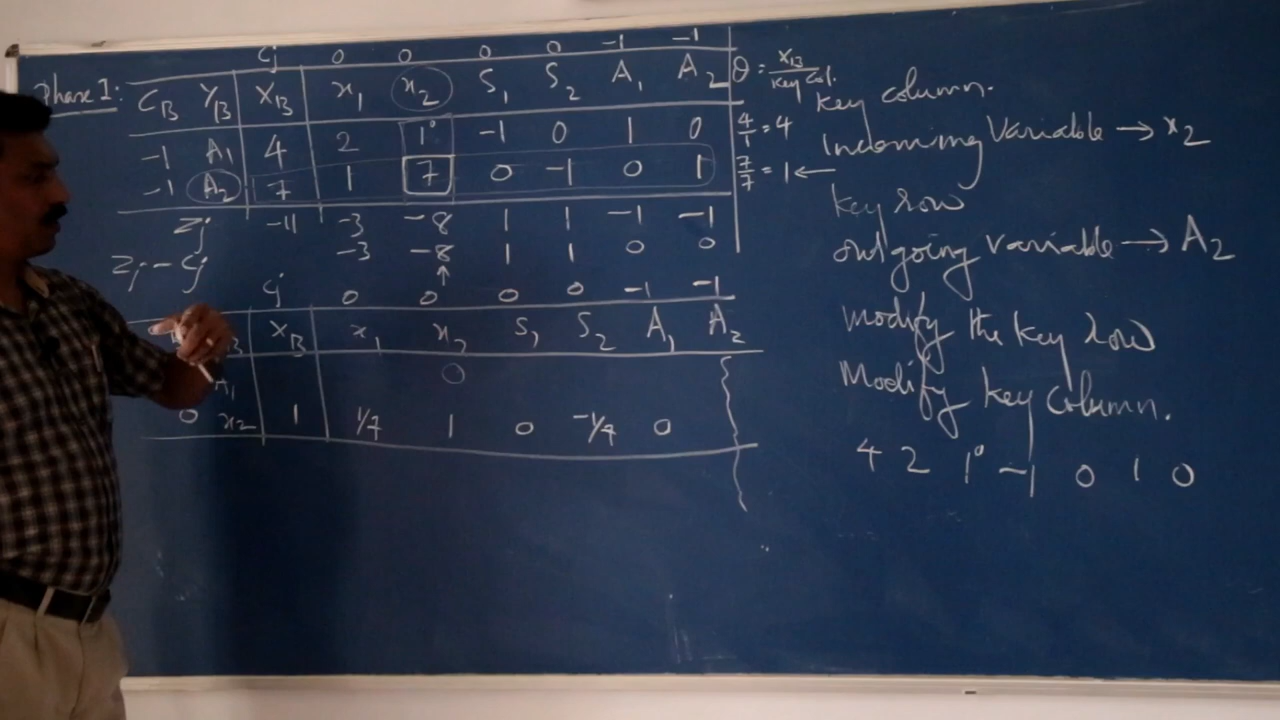 Cj 0 0 0 0 -1 -1
Phase I: CB YB XB x1 x2 S1 S2 A1 A2 θ = XB/Key Col.
-1 A1 4 2 1° -1 0 1 0 4/1 = 4
-1 A2 7 1 7 0 -1 0 1 7/7 = 1 ←
Zj -11 -3 -8 1 1 -1 -1
Zj - Cj -3 -8 1 1 0 0
↑
Cj 0 0 0 0 -1 -1
B XB x1 x2 S1 S2 A1 A2
A1 0
0 x2 1 1/7 1 0 -1/7 0
Key column.
Incoming Variable → x2
Key row
outgoing variable → A2
modify the key row
Modify key column.
4 2 1° -1 0 1 0